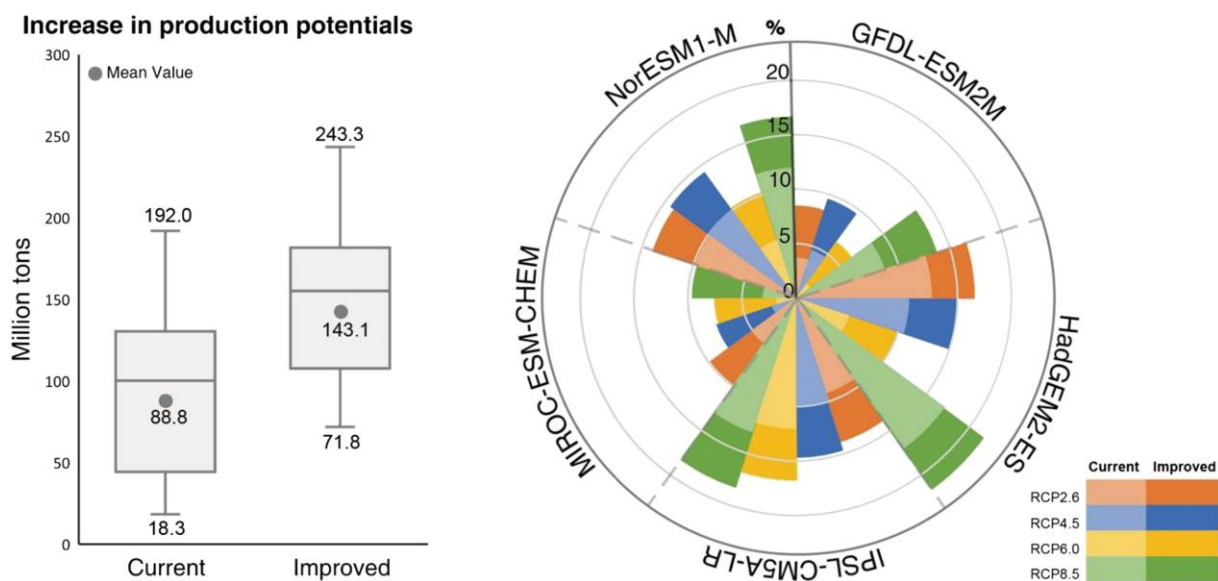 Increase in production potentials
Million tons
300
250
200
150
100
50
0
Mean Value
192.0
88.8
18.3
243.3
143.1
71.8
Current
Improved
%
20
15
10
5
0
NorESM1-M
GFDL-ESM2M
HadGEM2-ES
IPSL-CM5A-LR
MIROC-ESM-CHEM
Current Improved
RCP2.6
RCP4.5
RCP6.0
RCP8.5